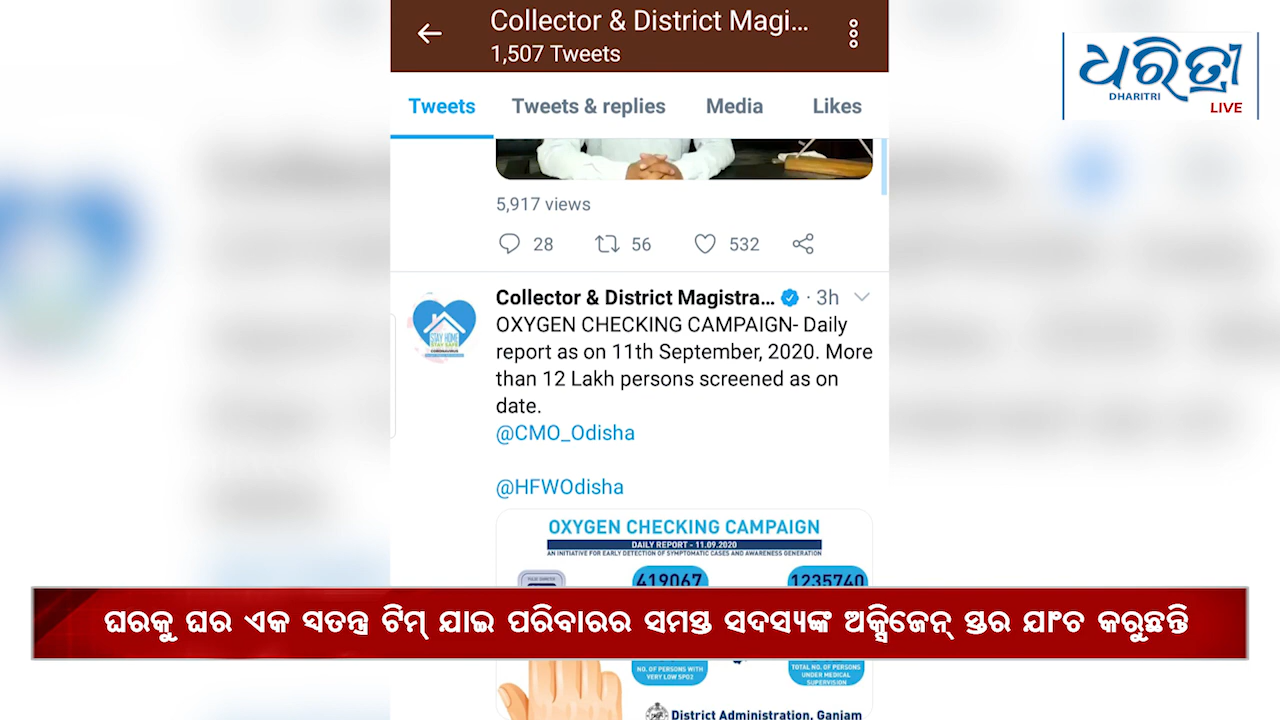 Collector & District Magi...
1,507 Tweets
ଧରିତ୍ରୀ
DHARITRI
LIVE
Tweets
Tweets & replies
Media
Likes
5,917 views
28
56
532
Collector & District Magistra... · 3h
OXYGEN CHECKING CAMPAIGN- Daily
report as on 11th September, 2020. More
than 12 Lakh persons screened as on
date.
@CMO_Odisha
@HFWOdisha
STAY HOME
STAY SAFE
CORONAVIRUS
OXYGEN CHECKING CAMPAIGN
DAILY REPORT - 11.09.2020
AN INITIATIVE FOR EARLY DETECTION OF SYMPTOMATIC CASES AND AWARENESS GENERATION
419067
1235740
ଘରକୁ ଘର ଏକ ସତନ୍ତ୍ର ଟିମ୍ ଯାଇ ପରିବାରର ସମସ୍ତ ସଦସ୍ୟଙ୍କ ଅକ୍ସିଜେନ୍ ସ୍ତର ଯାଂଚ କରୁଛନ୍ତି
NO. OF PERSONS WITH
VERY LOW SPO2
TOTAL NO. OF PERSONS
UNDER MEDICAL
SUPERVISION
District Administration, Ganjam